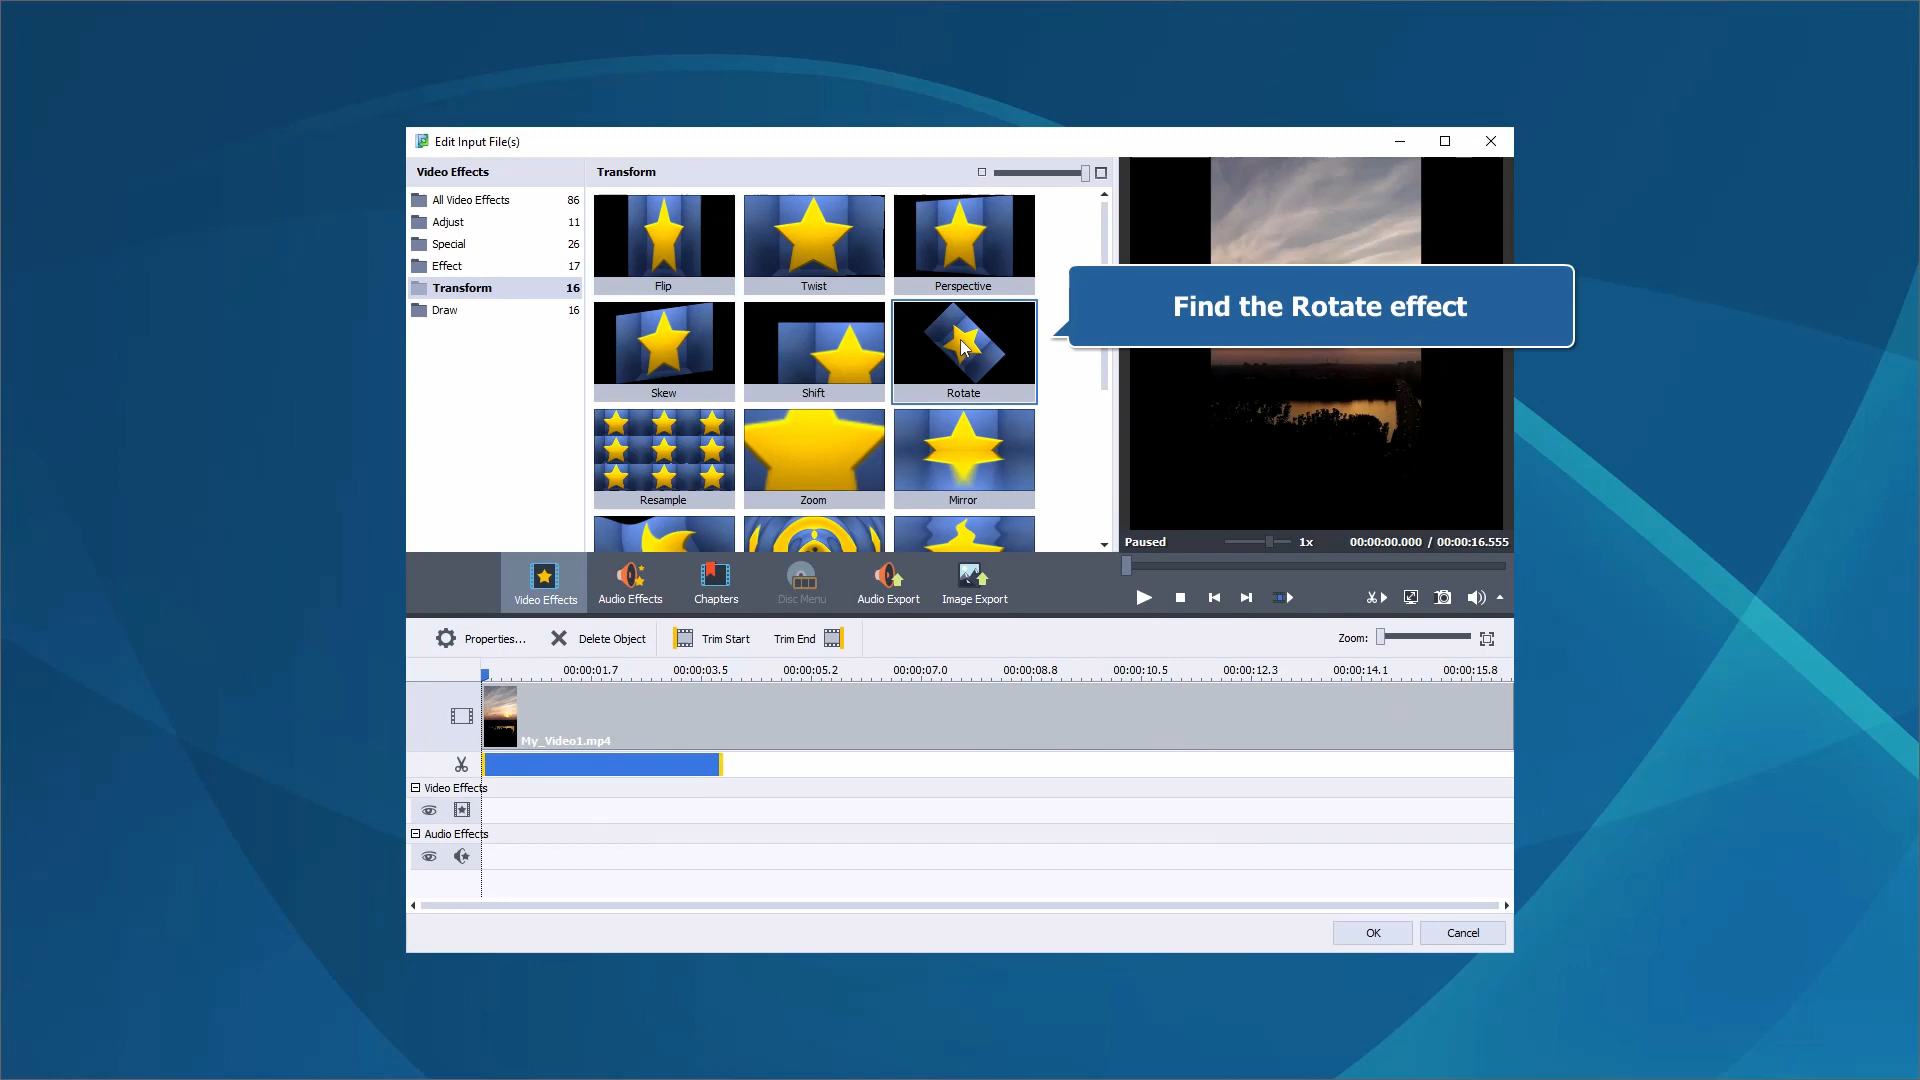 Edit Input File(s)
Video Effects
Transform
All Video Effects 86
Adjust 11
Special 26
Effect 17
Transform 16
Draw 16
Flip
Twist
Perspective
Skew
Shift
Rotate
Resample
Zoom
Mirror
Find the Rotate effect
Paused
1x
00:00:00.000 / 00:00:16.555
Video Effects
Audio Effects
Chapters
Disc Menu
Audio Export
Image Export
Properties...
Delete Object
Trim Start
Trim End
Zoom:
00:00:01.7
00:00:03.5
00:00:05.2
00:00:07.0
00:00:08.8
00:00:10.5
00:00:12.3
00:00:14.1
00:00:15.8
My_Video1.mp4
Video Effects
Audio Effects
OK
Cancel